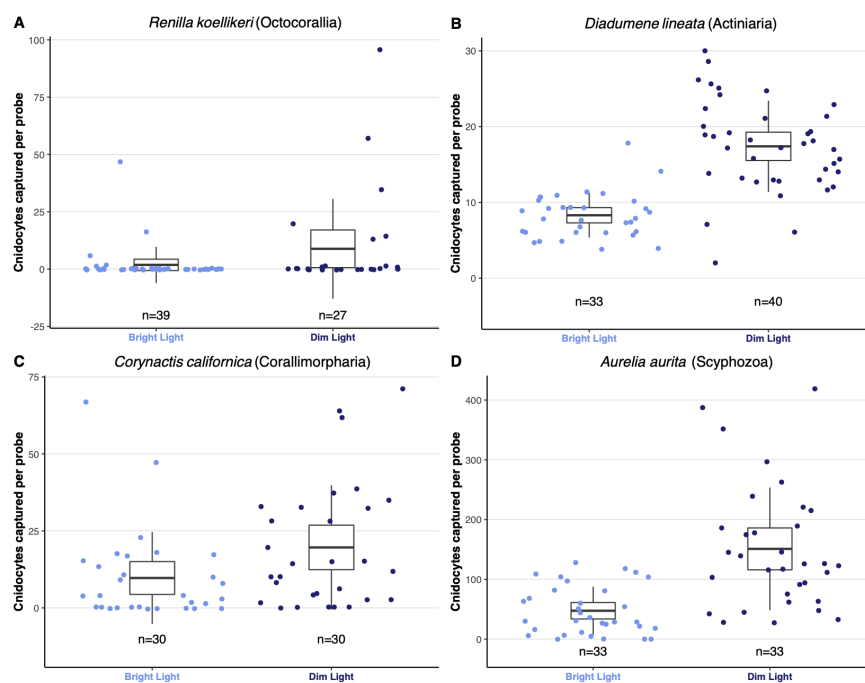 A
Renilla koellikeri (Octocorallia)
Cnidocytes captured per probe
100
75
50
25
0
-25
n=39
n=27
Bright Light
Dim Light
B
Diadumene lineata (Actiniaria)
Cnidocytes captured per probe
30
20
10
0
n=33
n=40
Bright Light
Dim Light
C
Corynactis californica (Corallimorpharia)
Cnidocytes captured per probe
75
50
25
0
n=30
n=30
Bright Light
Dim Light
D
Aurelia aurita (Scyphozoa)
Cnidocytes captured per probe
400
300
200
100
0
n=33
n=33
Bright Light
Dim Light